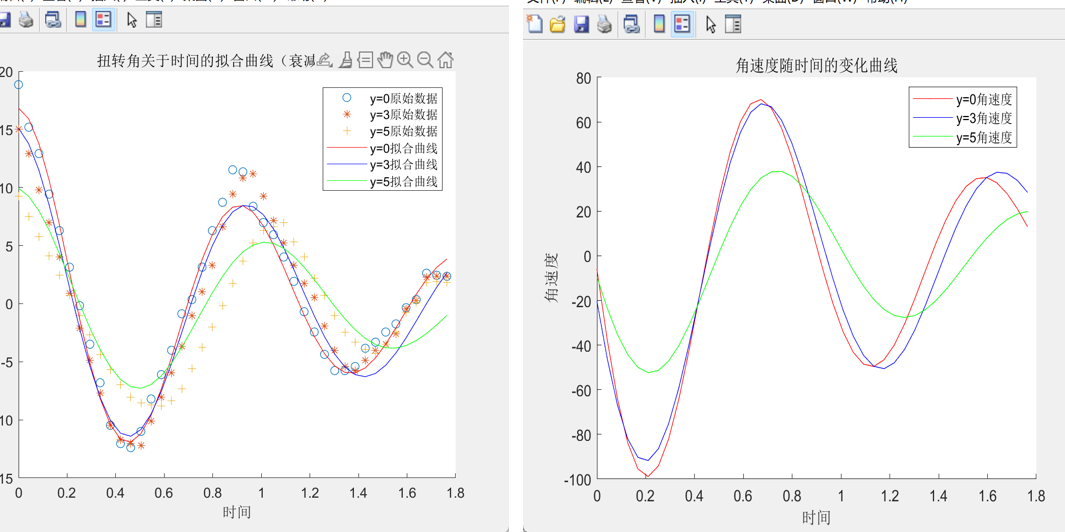 扭转角关于时间的拟合曲线（衰减
20
15
10
5
0
-5
10
15
0
0.2
0.4
0.6
0.8
1
1.2
1.4
1.6
1.8
时间
y=0原始数据
y=3原始数据
y=5原始数据
y=0拟合曲线
y=3拟合曲线
y=5拟合曲线
角速度随时间的变化曲线
80
60
40
20
0
-20
-40
-60
-80
-100
角速度
0
0.2
0.4
0.6
0.8
1
1.2
1.4
1.6
1.8
时间
y=0角速度
y=3角速度
y=5角速度